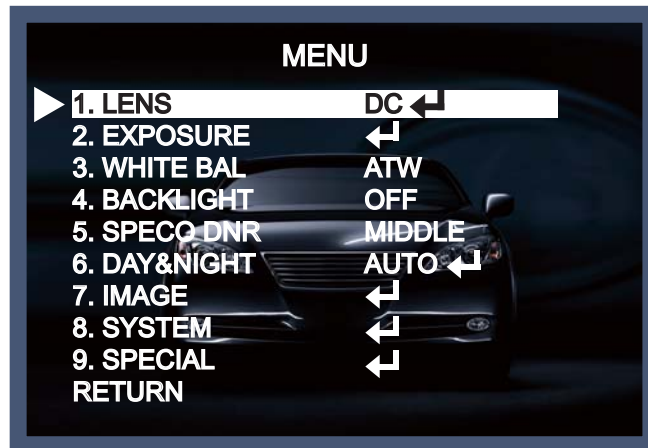 MENU
1. LENS DC
2. EXPOSURE
3. WHITE BAL ATW
4. BACKLIGHT OFF
5. SPECO DNR MIDDLE
6. DAY&NIGHT AUTO
7. IMAGE
8. SYSTEM
9. SPECIAL
RETURN